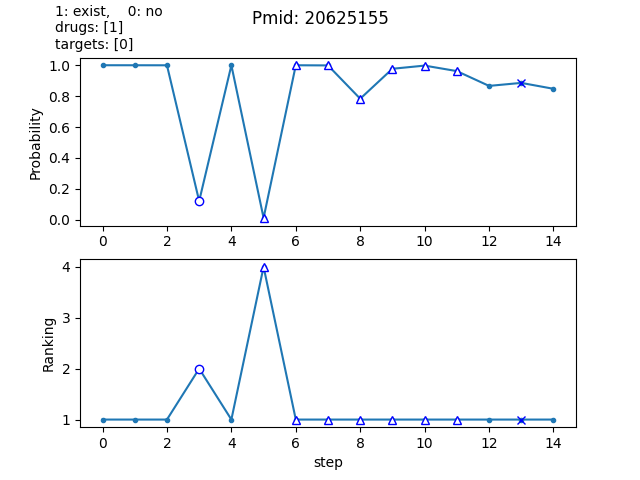 1: exist,    0: no
drugs: [1]
targets: [0]
Pmid: 20625155
Probability
1.0
0.8
0.6
0.4
0.2
0.0
0 2 4 6 8 10 12 14
Ranking
4
3
2
1
0 2 4 6 8 10 12 14
step